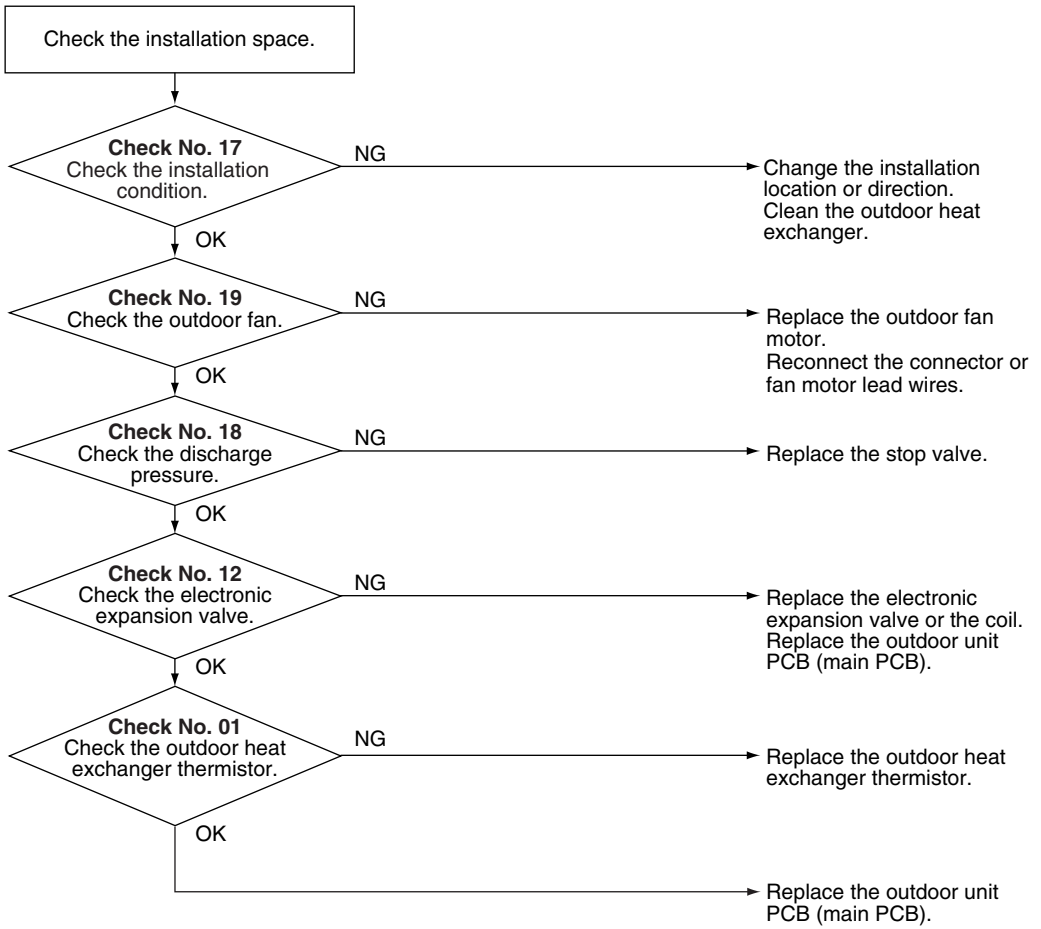 Check the installation space.
Check No. 17
Check the installation
condition.
NG
Change the installation
location or direction.
Clean the outdoor heat
exchanger.
OK
Check No. 19
Check the outdoor fan.
NG
Replace the outdoor fan
motor.
Reconnect the connector or
fan motor lead wires.
OK
Check No. 18
Check the discharge
pressure.
NG
Replace the stop valve.
OK
Check No. 12
Check the electronic
expansion valve.
NG
Replace the electronic
expansion valve or the coil.
Replace the outdoor unit
PCB (main PCB).
OK
Check No. 01
Check the outdoor heat
exchanger thermistor.
NG
Replace the outdoor heat
exchanger thermistor.
OK
Replace the outdoor unit
PCB (main PCB).